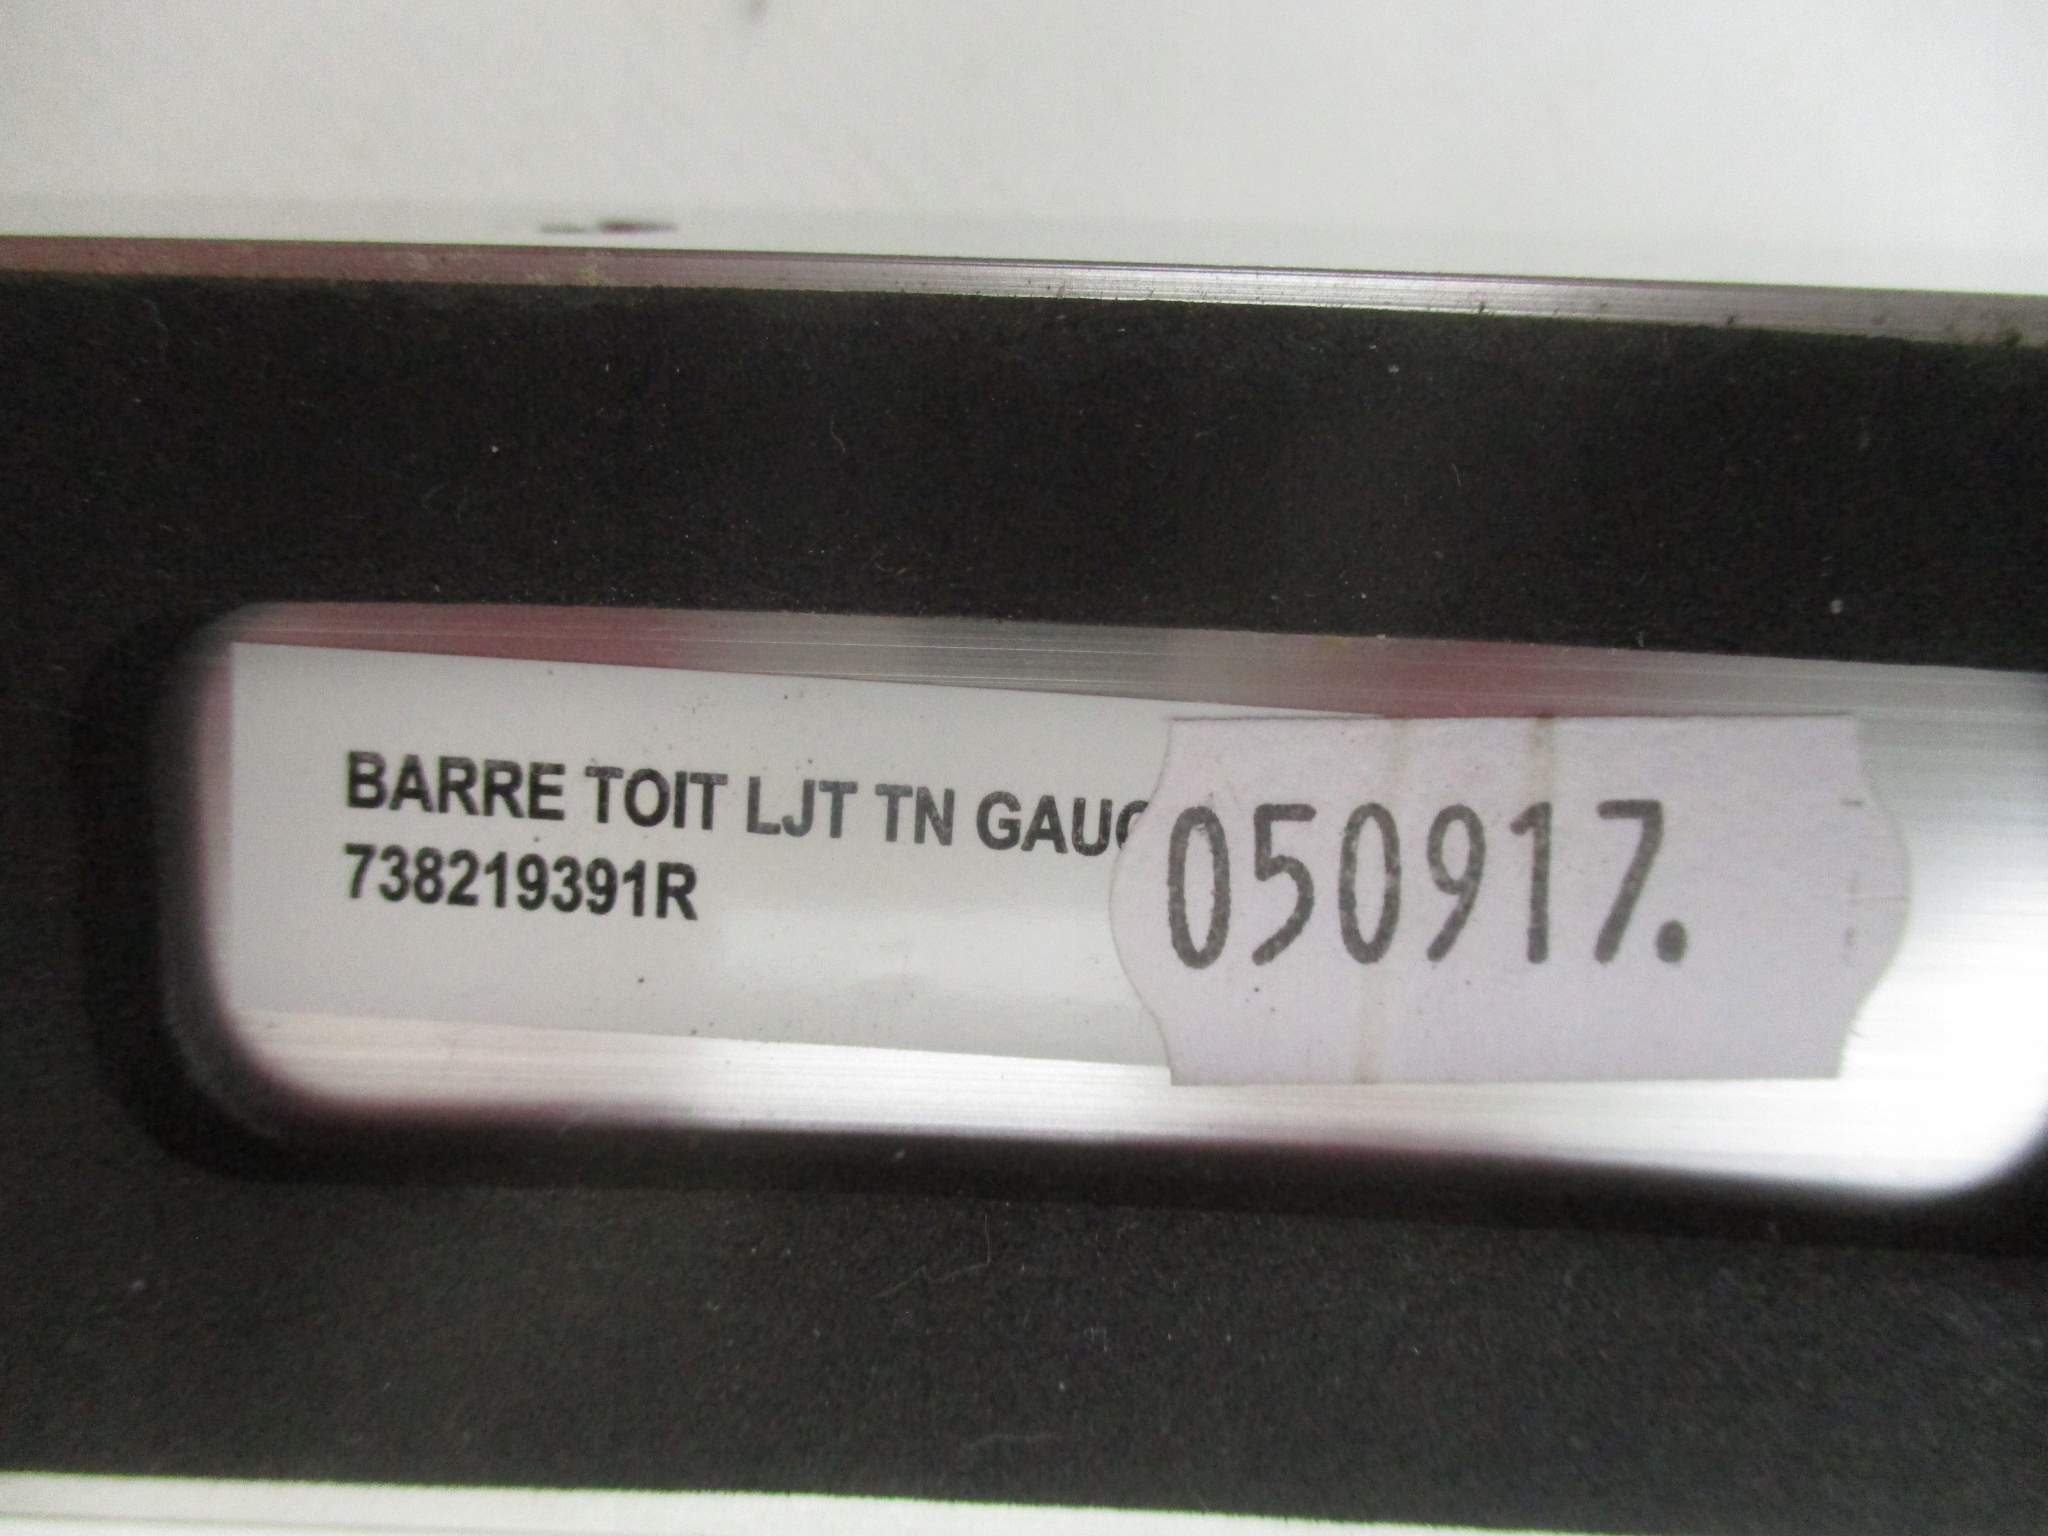 BARRE TOIT LJT TN GAUC
738219391R
050917.